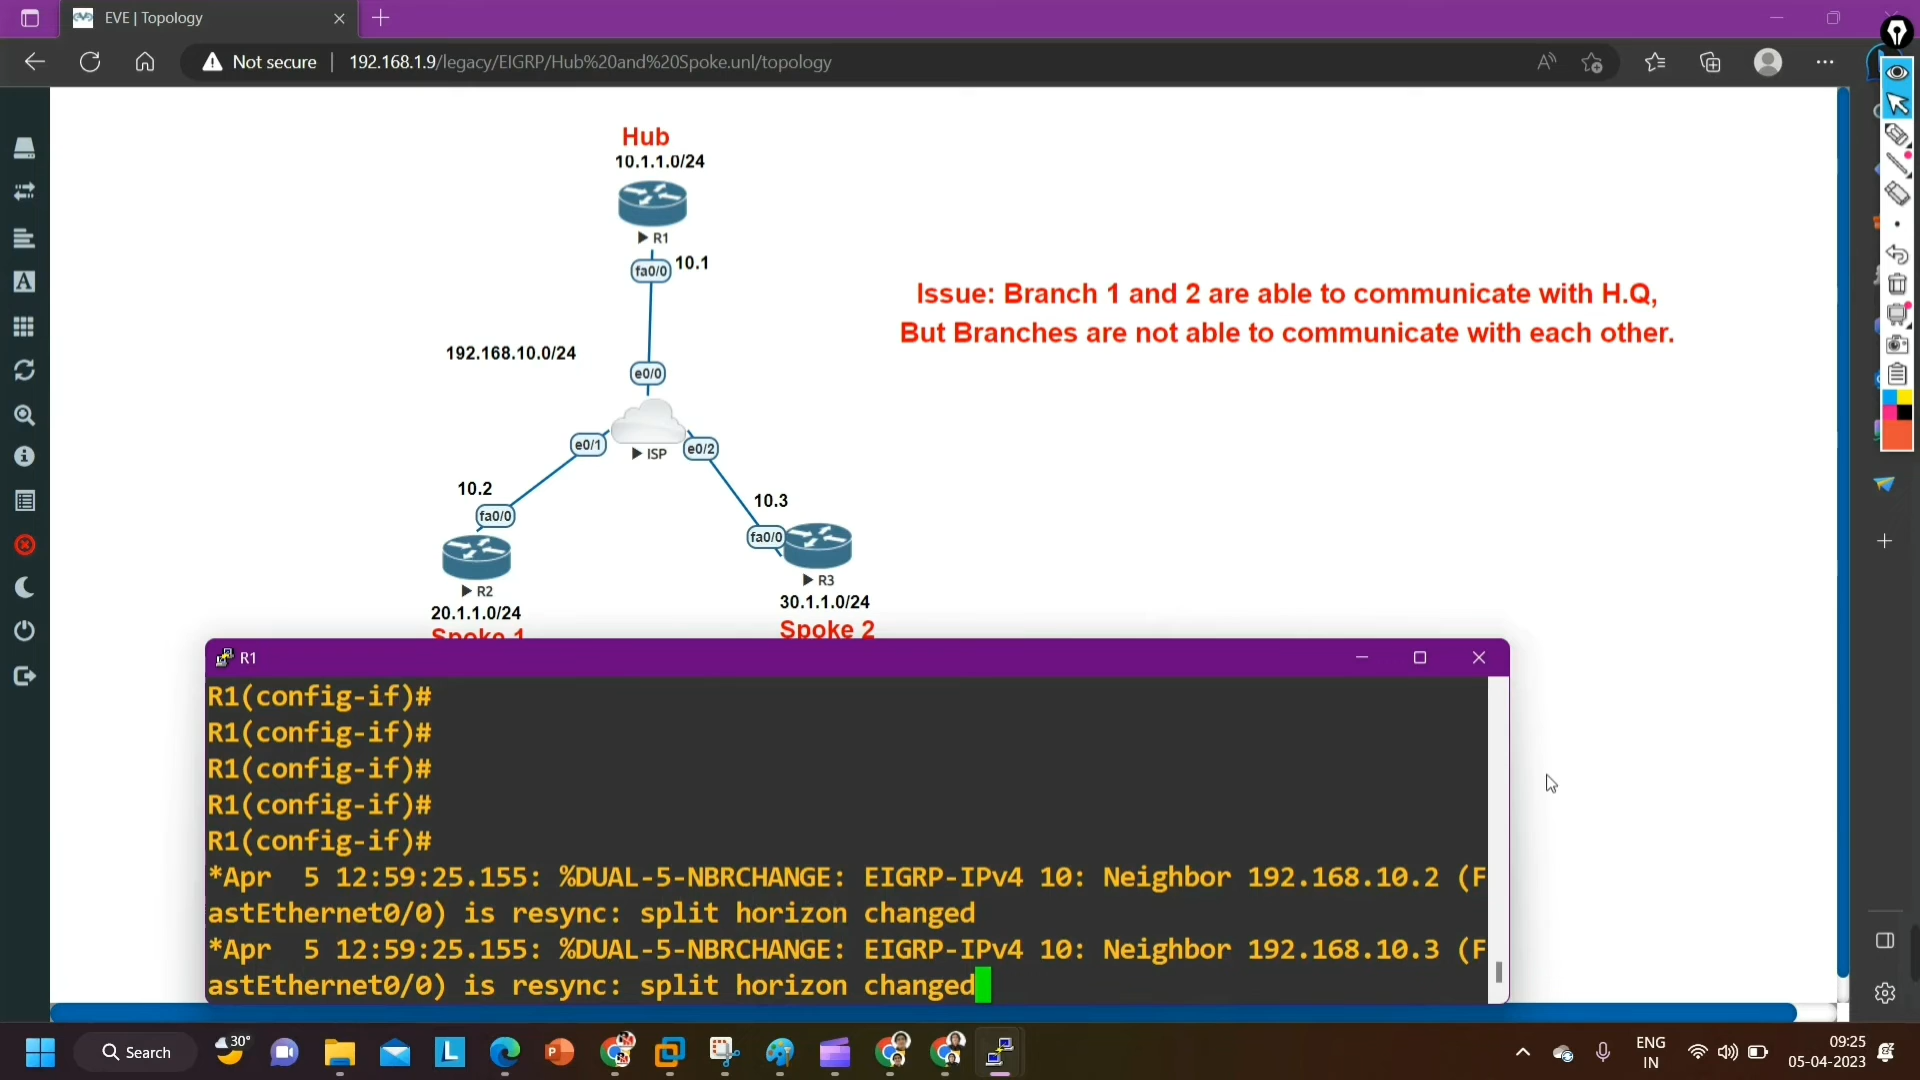 EVE | Topology
Not secure
192.168.1.9/legacy/EIGRP/Hub%20and%20Spoke.unl/topology
Hub
10.1.1.0/24
R1
fa0/0
10.1
Issue: Branch 1 and 2 are able to communicate with H.Q,
But Branches are not able to communicate with each other.
192.168.10.0/24
e0/0
e0/1
ISP
e0/2
10.2
10.3
fa0/0
fa0/0
R2
R3
20.1.1.0/24
30.1.1.0/24
Spoke 1
Spoke 2
R1
R1(config-if)#
R1(config-if)#
R1(config-if)#
R1(config-if)#
R1(config-if)#
*Apr  5 12:59:25.155: %DUAL-5-NBRCHANGE: EIGRP-IPv4 10: Neighbor 192.168.10.2 (F
astEthernet0/0) is resync: split horizon changed
*Apr  5 12:59:25.155: %DUAL-5-NBRCHANGE: EIGRP-IPv4 10: Neighbor 192.168.10.3 (F
astEthernet0/0) is resync: split horizon changed
Search
30°
ENG
IN
09:25
05-04-2023